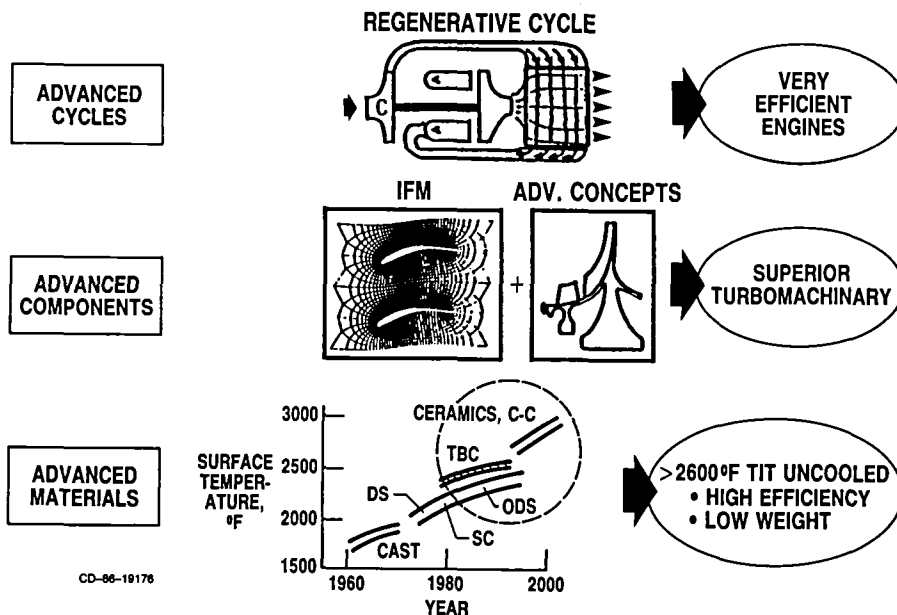 REGENERATIVE CYCLE
ADVANCED
CYCLES
C
VERY
EFFICIENT
ENGINES
IFM
ADV. CONCEPTS
ADVANCED
COMPONENTS
+
SUPERIOR
TURBOMACHINARY
ADVANCED
MATERIALS
SURFACE
TEMPER-
ATURE,
ºF
3000
2500
2000
1500
CERAMICS, C-C
TBC
DS
ODS
SC
CAST
1960
1980
2000
YEAR
>2600ºF TIT UNCOOLED
• HIGH EFFICIENCY
• LOW WEIGHT
CD-86-19176